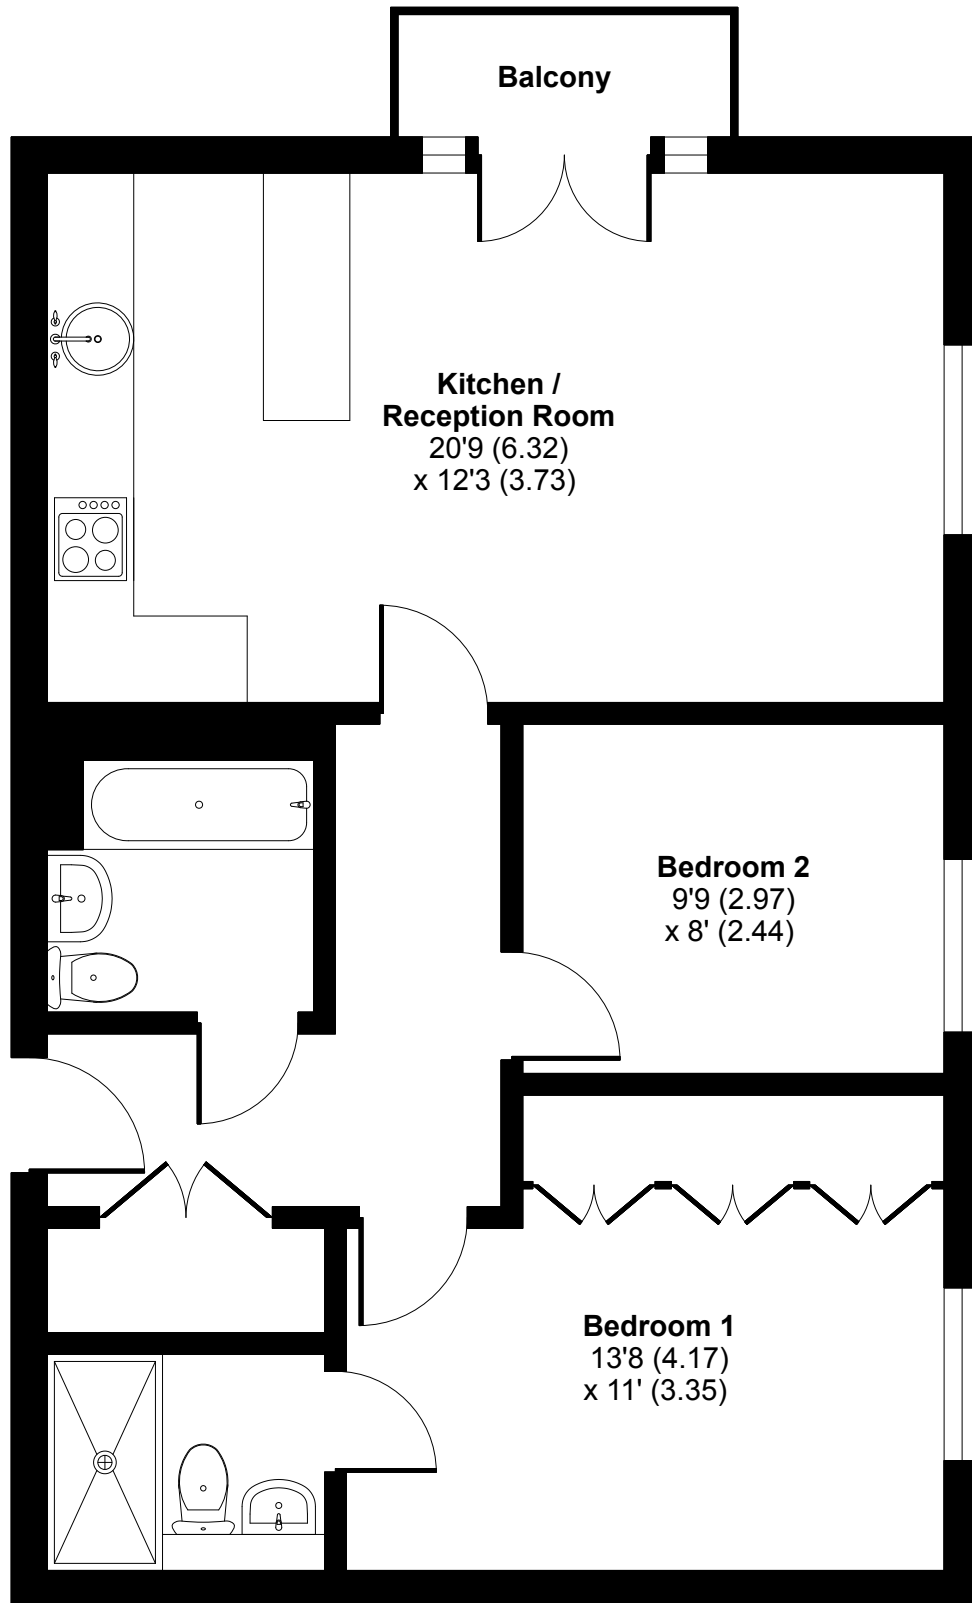 Balcony
Kitchen /
Reception Room
20'9 (6.32)
x 12'3 (3.73)
Bedroom 2
9'9 (2.97)
x 8' (2.44)
Bedroom 1
13'8 (4.17)
x 11' (3.35)